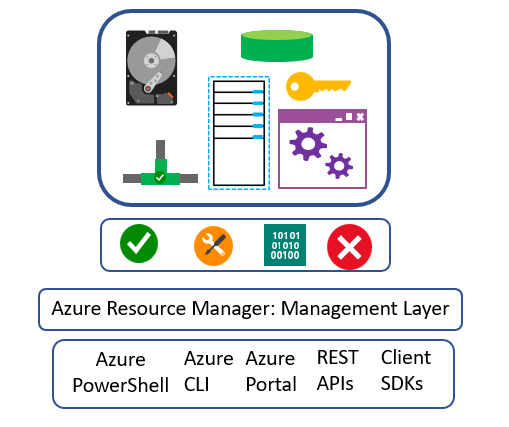 10101
01010
00100
Azure Resource Manager: Management Layer
Azure PowerShell
Azure CLI
Azure Portal
REST APIs
Client SDKs